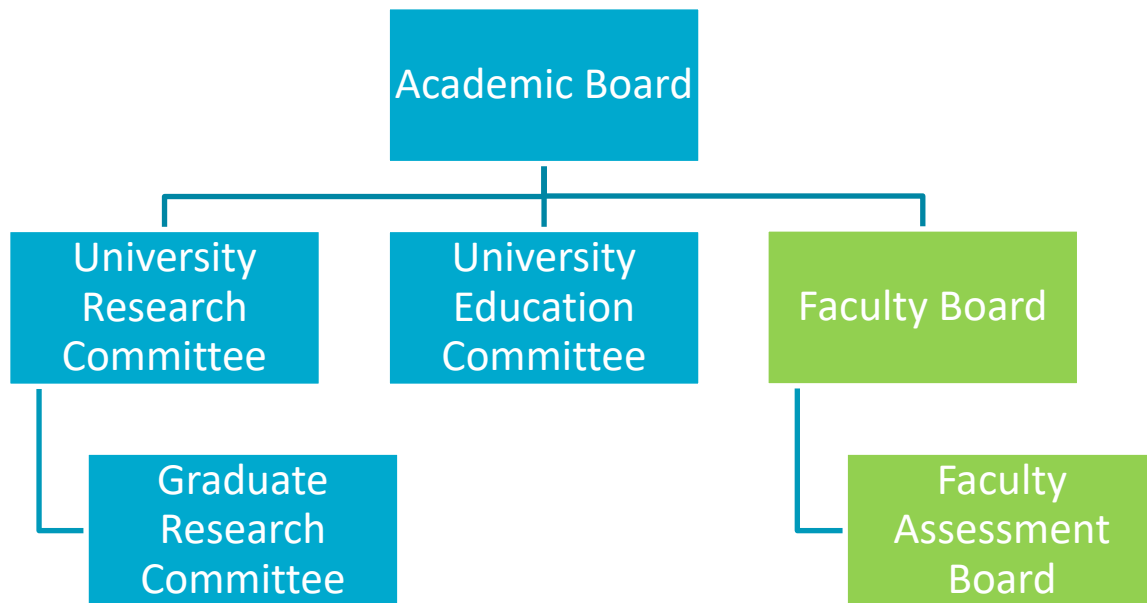 Academic Board
University
Research
Committee
University
Education
Committee
Faculty Board
Graduate
Research
Committee
Faculty
Assessment
Board